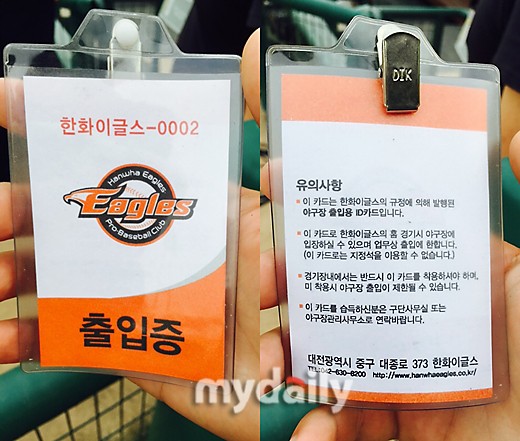 한화이글스-0002
Hanwha Eagles
Eagles
Pro-Baseball Club
출입증
DIK
유의사항
이 카드는 한화이글스의 규정에 의해 발행된
야구장 출입용 ID카드입니다.
이 카드로 한화이글스의 홈 경기시 야구장에
입장하실 수 있으며 업무상 출입에 한합니다.
(이 카드로는 지정석을 이용할 수 없습니다.)
경기장내에서는 반드시 이 카드를 착용하셔야 하며,
미 착용시 야구장 출입이 제한될 수 있습니다.
이 카드를 습득하신분은 구단사무실 또는
야구장관리사무소로 연락바랍니다.
대전광역시 중구 대종로 373 한화이글스
TEL:042-630-8200 http://www.hanwhaeagles.co.kr/
mydaily